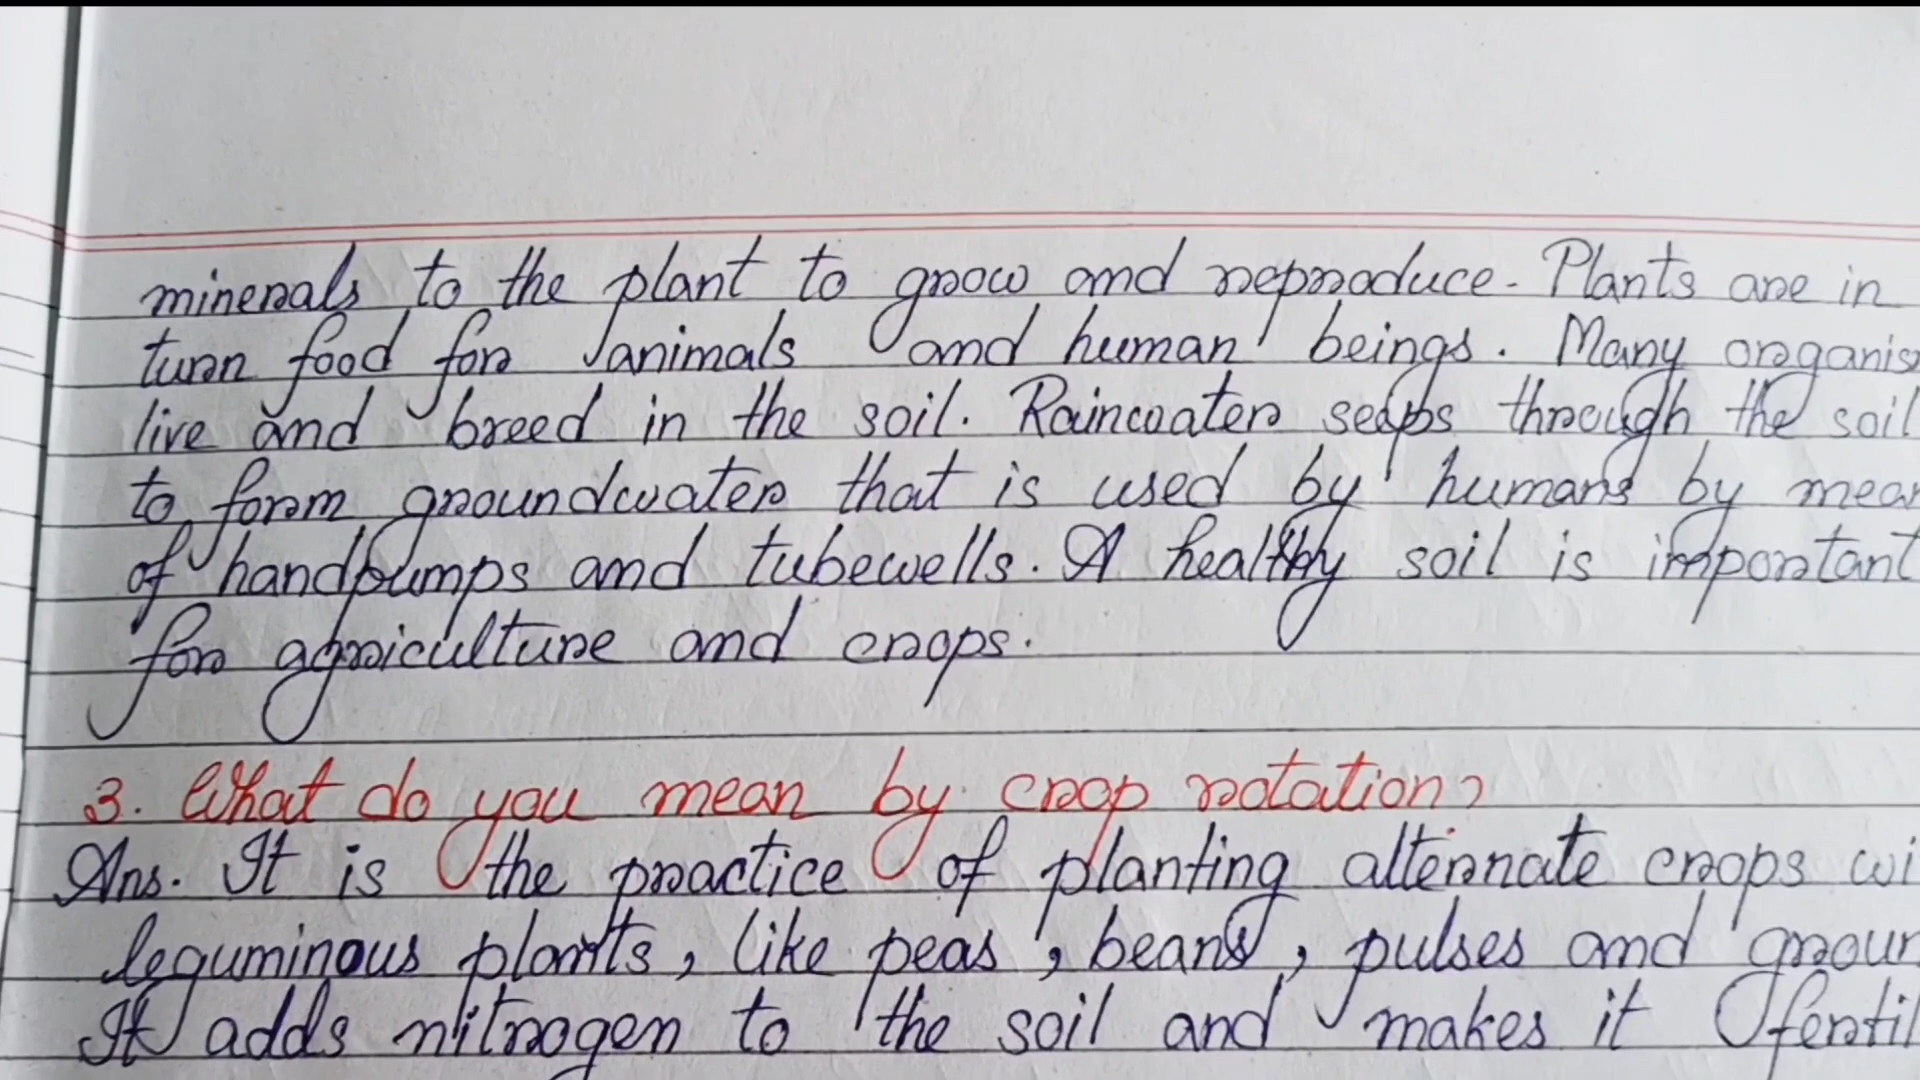 minerals to the plant to grow and reproduce. Plants are in
turn food for animals and human beings. Many organis
live and breed in the soil. Rainwater seaps through the soil
to form groundwater that is used by humans by mean
of handpumps and tubewells. A healthy soil is important
for agriculture and crops.
3. What do you mean by crop rotation?
Ans. It is the practice of planting alternate crops wi
leguminous plants, like peas, beans, pulses and groun
It adds nitrogen to the soil and makes it fertil